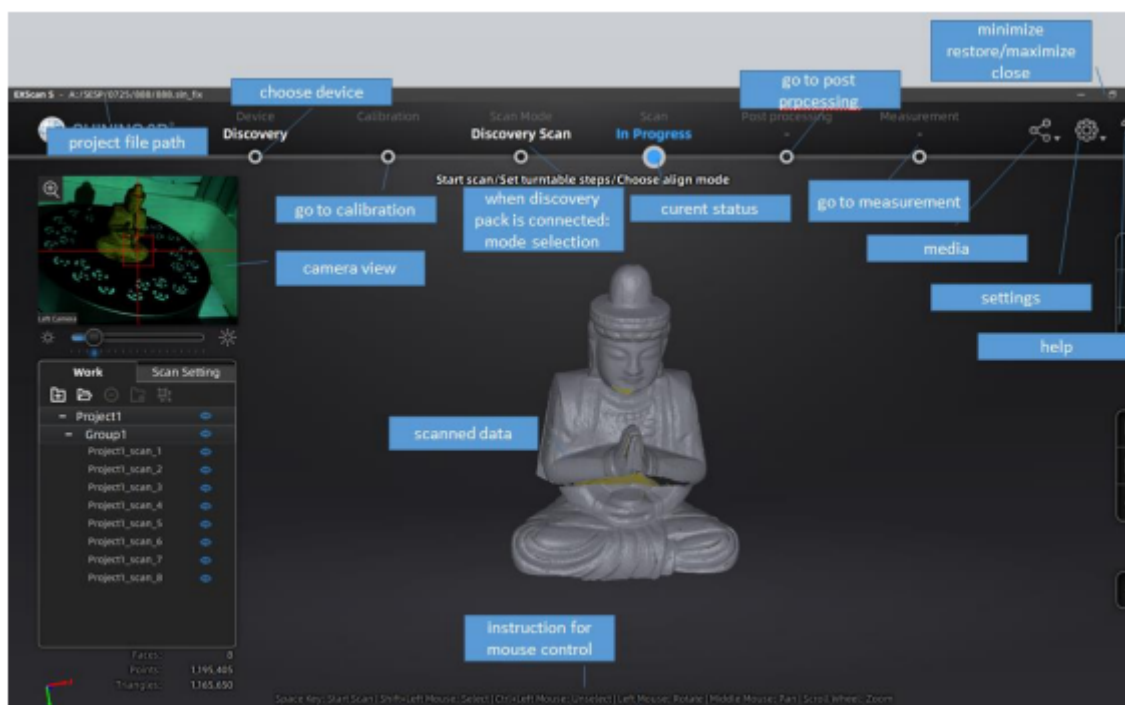 minimize
restore/maximize
close
go to post
prpcessing
choose device
EXScan S - A:/SESP/0725/888/888.sln_fix
project file path
Device
Discovery
Calibration
Scan Mode
Discovery Scan
Scan
In Progress
Post processing
-
Measurement
-
Start scan/Set turntable steps/Choose align mode
go to calibration
when discovery
pack is connected:
mode selection
curent status
go to measurement
media
camera view
settings
Left Camera
help
Work
Scan Setting
Project1
Group1
scanned data
Project1_scan_1
Project1_scan_2
Project1_scan_3
Project1_scan_4
Project1_scan_5
Project1_scan_6
Project1_scan_7
Project1_scan_8
instruction for
mouse control
Faces: 0
Points: 1,195,405
Triangles: 1,165,650
Space Key: Start Scan | Shift+Left Mouse: Select | Ctrl+Left Mouse: Unselect | Left Mouse: Rotate | Middle Mouse: Pan | Scroll Wheel: Zoom